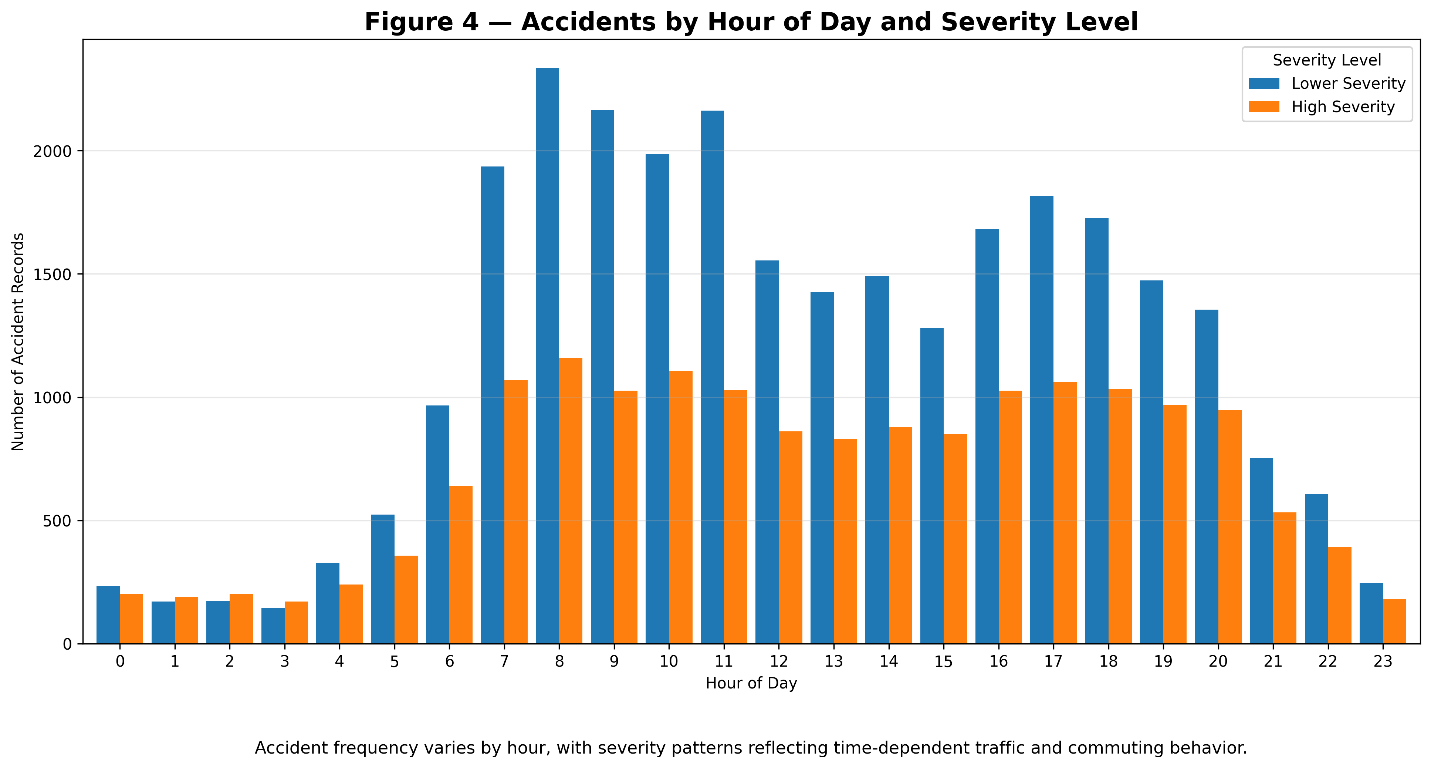 Figure 4 — Accidents by Hour of Day and Severity Level
Severity Level
Lower Severity
High Severity
Number of Accident Records
2000
1500
1000
500
0
0 1 2 3 4 5 6 7 8 9 10 11 12 13 14 15 16 17 18 19 20 21 22 23
Hour of Day
Accident frequency varies by hour, with severity patterns reflecting time-dependent traffic and commuting behavior.